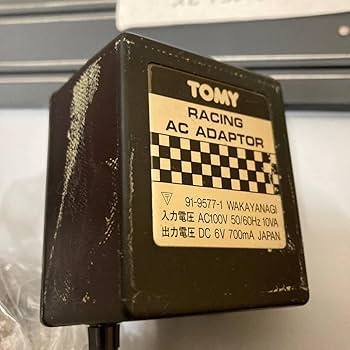 TOMY
RACING
AC ADAPTOR
91-9577-1 WAKAYANAGI
入力電圧 AC100V 50/60Hz 10VA
出力電圧 DC 6V 700mA JAPAN